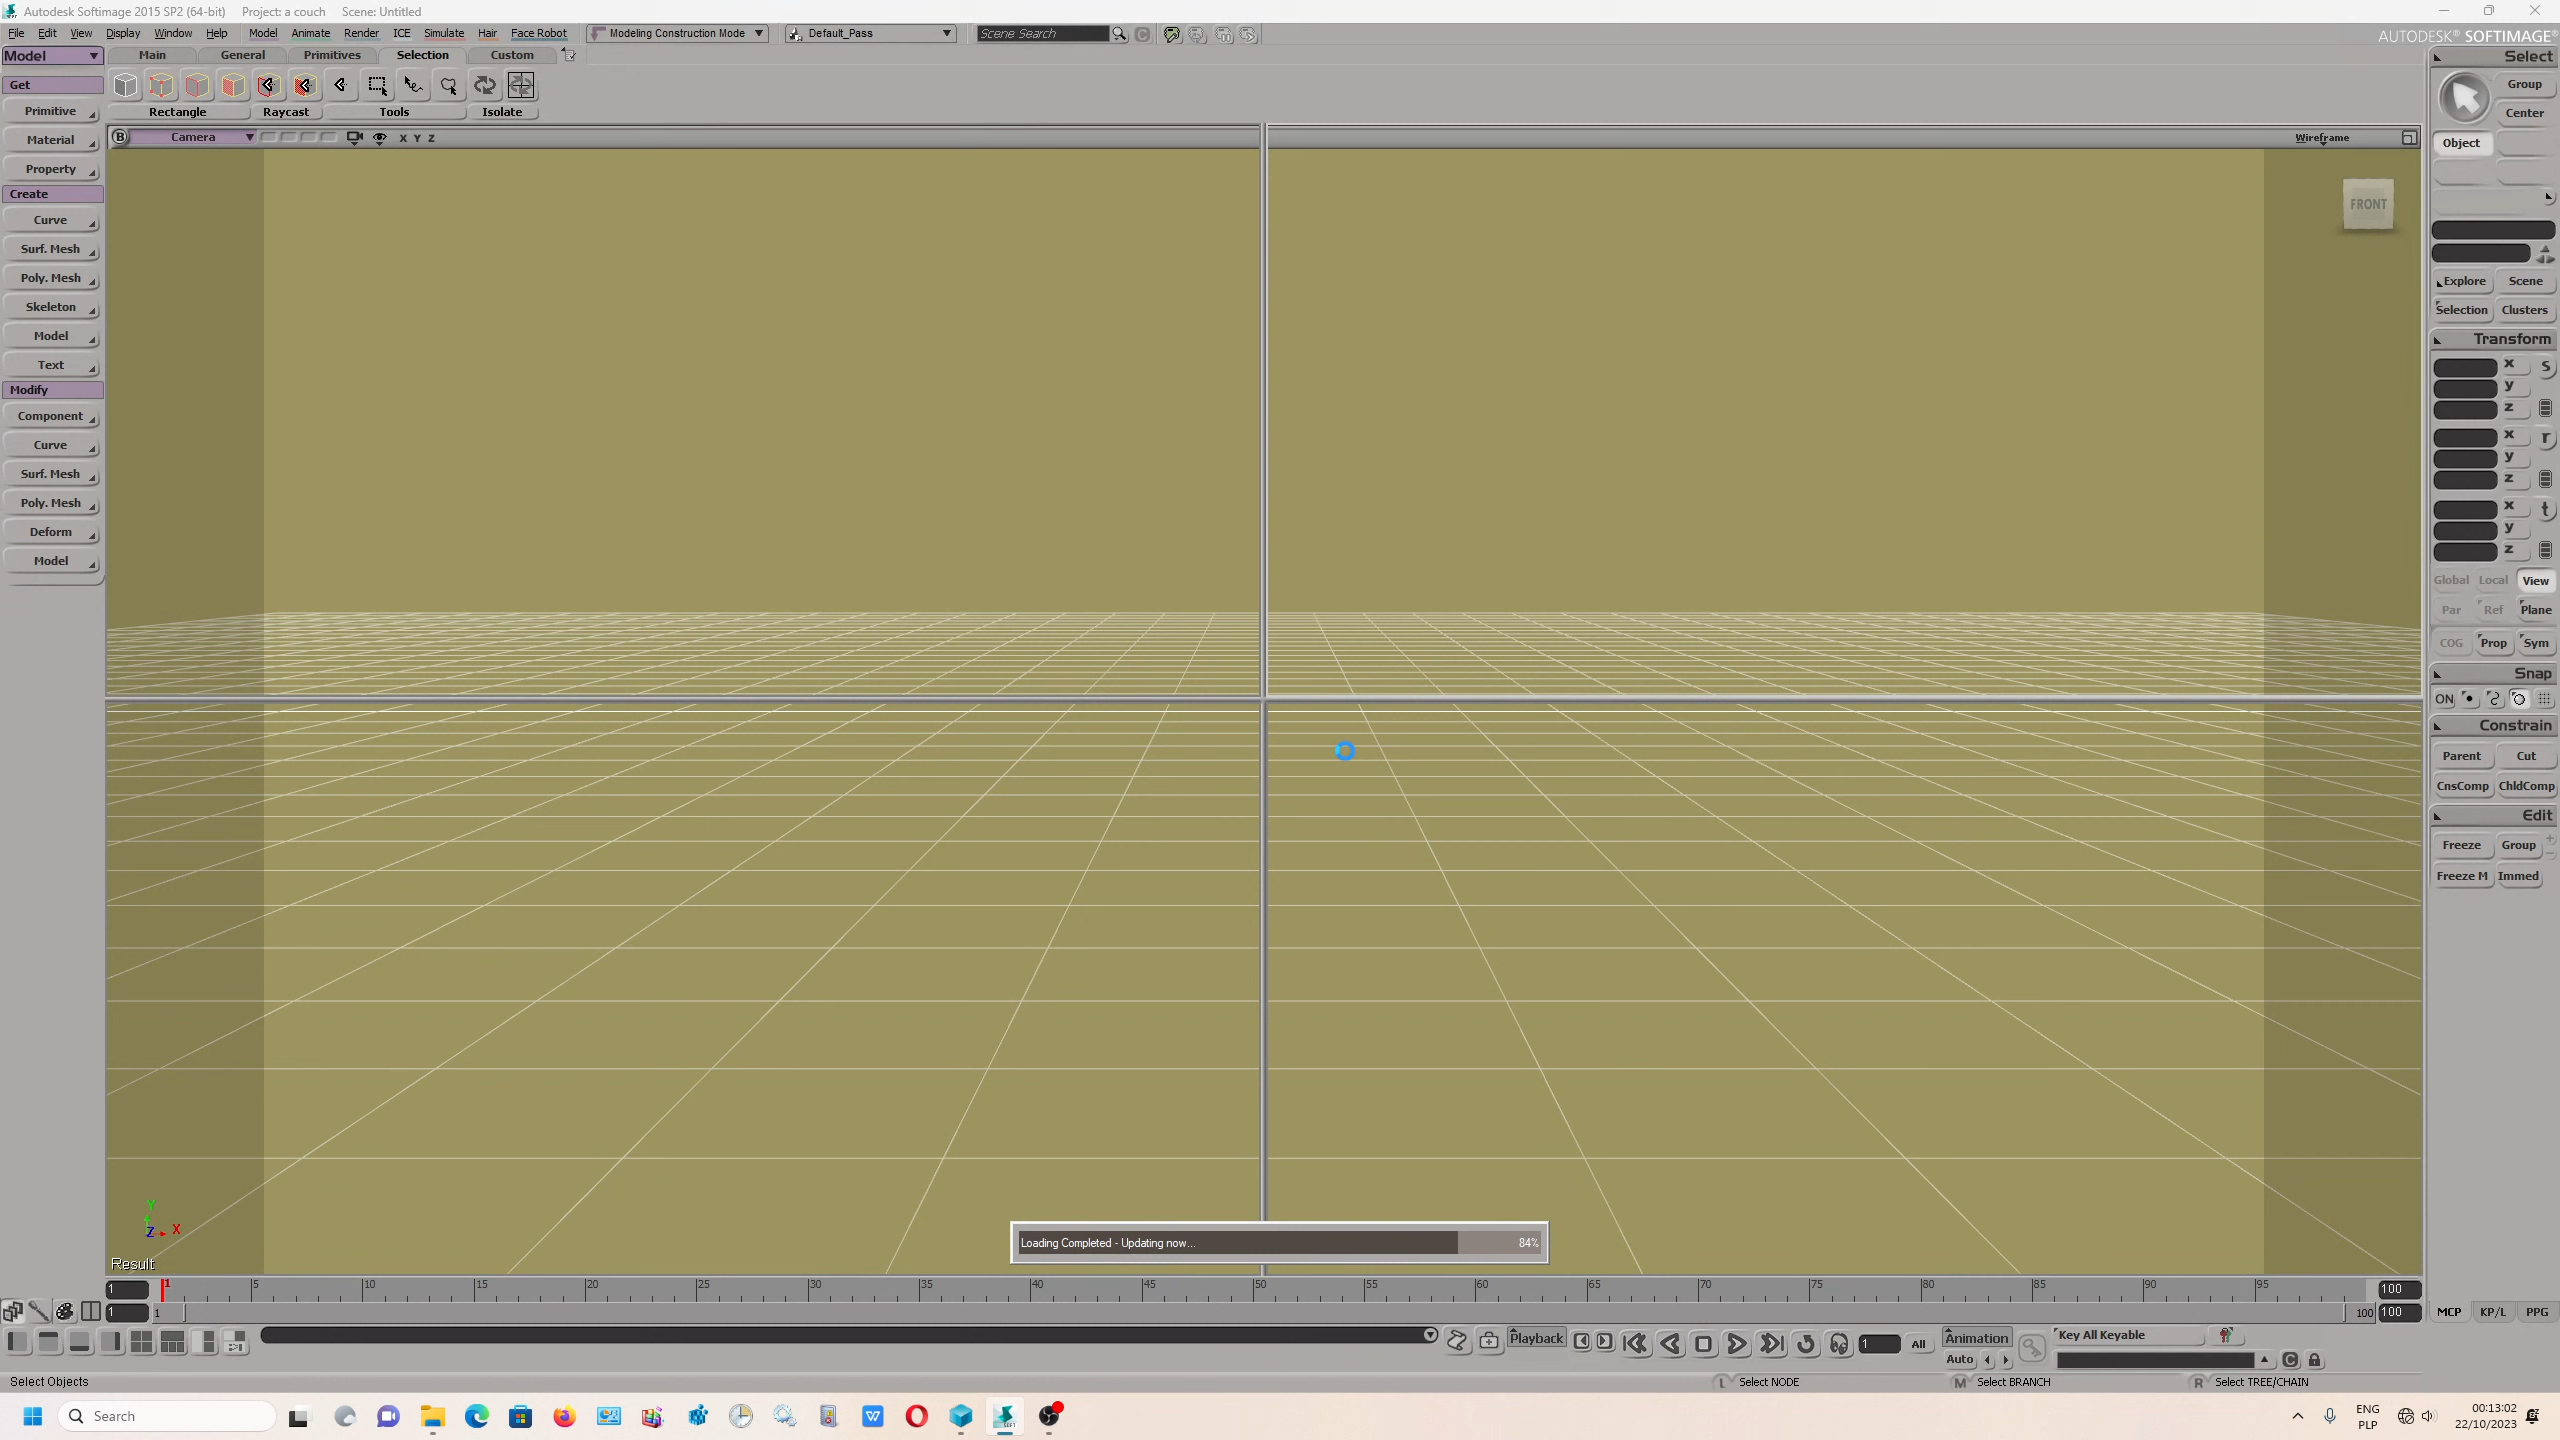 Autodesk Softimage 2015 SP2 (64-bit) Project: a couch Scene: Untitled
File Edit View Display Window Help Model Animate Render ICE Simulate Hair Face Robot Modeling Construction Mode Default_Pass Scene Search
AUTODESK® SOFTIMAGE®
Model Main General Primitives Selection Custom Select
Get
Primitive
Material
Property
Create
Curve
Surf. Mesh
Poly. Mesh
Skeleton
Model
Text
Modify
Component
Curve
Surf. Mesh
Poly. Mesh
Deform
Model
Rectangle Raycast Tools Isolate
B Camera X Y Z Wireframe
FRONT
Group
Center
Object
Explore Scene
Selection Clusters
Transform
x s
y
z
x r
y
z
x t
y
z
Global Local View
Par Ref Plane
COG Prop Sym
Snap
ON
Constrain
Parent Cut
CnsComp ChldComp
Edit
Freeze Group
Freeze M Immed
Y
Z X
Result
Loading Completed - Updating now... 84%
1 1 5 10 15 20 25 30 35 40 45 50 55 60 65 70 75 80 85 90 95 100
1 1 100 100 MCP KP/L PPG
Playback 1 All Animation Key All Keyable
Auto
Select Objects L Select NODE M Select BRANCH R Select TREE/CHAIN
Search
ENG
PLP
00:13:02
22/10/2023